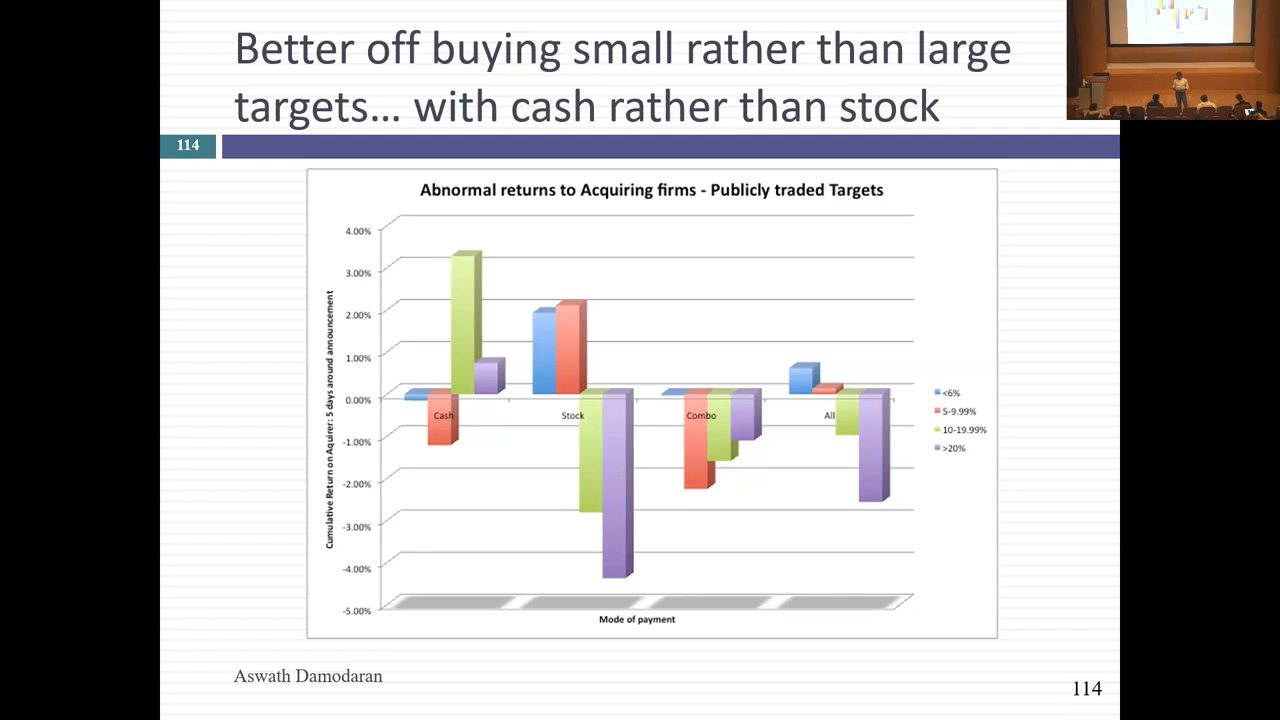 Better off buying small rather than large
targets… with cash rather than stock
114
Abnormal returns to Acquiring firms - Publicly traded Targets
Cumulative Return on Aquirer: 5 days around announcement
4.00%
3.00%
2.00%
1.00%
0.00%
-1.00%
-2.00%
-3.00%
-4.00%
-5.00%
Cash
Stock
Combo
All
<6%
5-9.99%
10-19.99%
>20%
Mode of payment
Aswath Damodaran
114